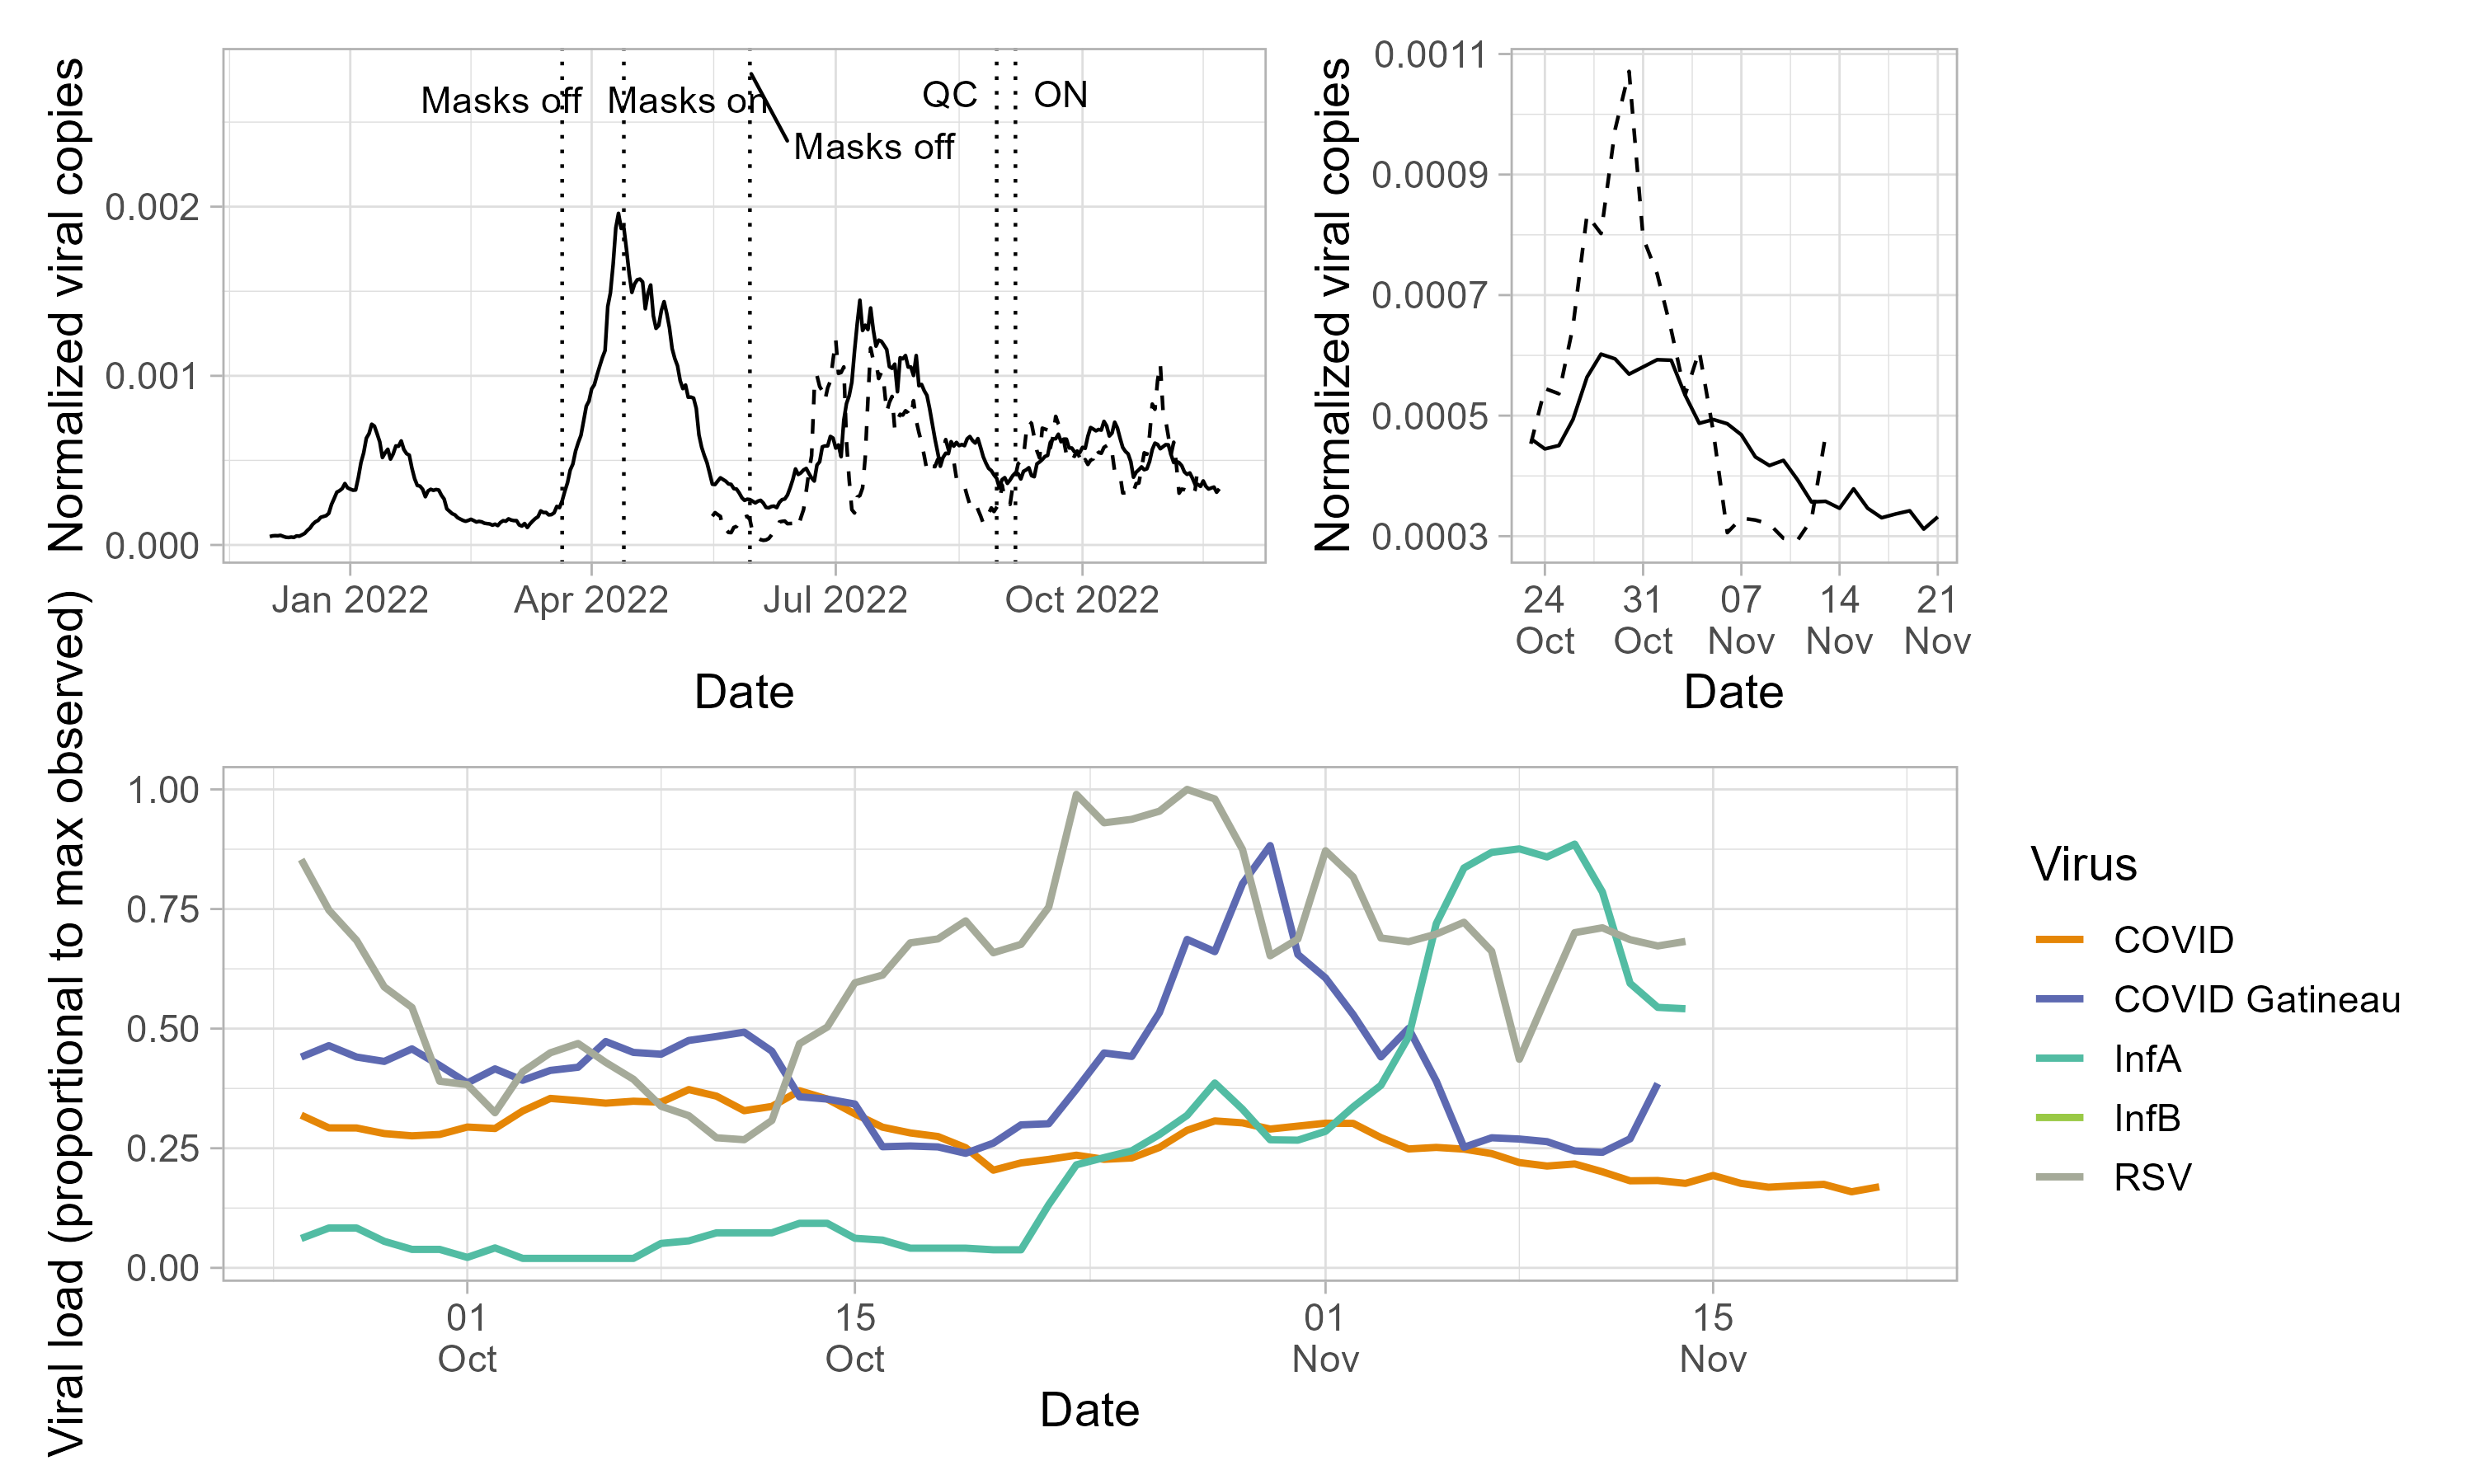 Normalized viral copies
0.002
0.001
0.000
Masks off
Masks on
Masks off
QC
ON
Jan 2022
Apr 2022
Jul 2022
Oct 2022
Date
Normalized viral copies
0.0011
0.0009
0.0007
0.0005
0.0003
24
Oct
31
Oct
07
Nov
14
Nov
21
Nov
Date
Viral load (proportional to max observed)
1.00
0.75
0.50
0.25
0.00
01
Oct
15
Oct
01
Nov
15
Nov
Date
Virus
COVID
COVID Gatineau
InfA
InfB
RSV